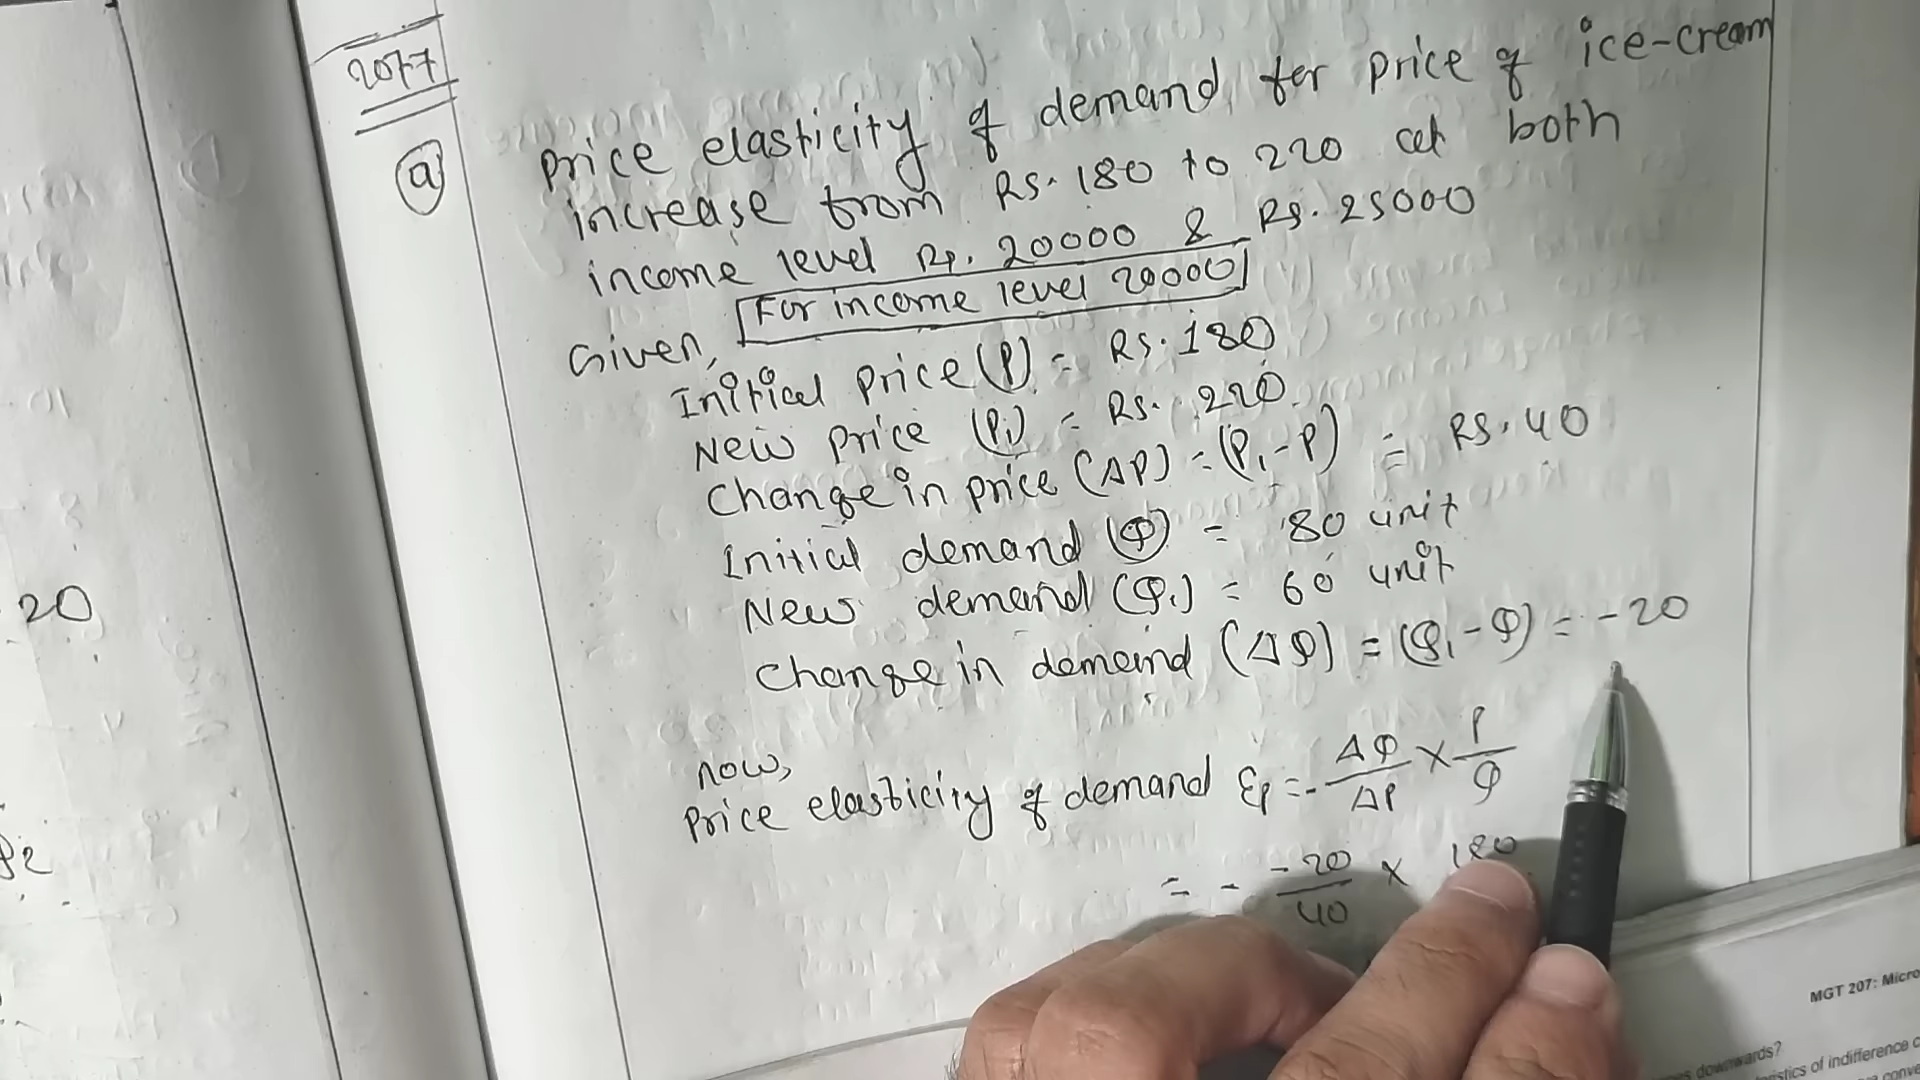 2077
(a)
price elasticity of demand for price of ice-cream
increase from Rs. 180 to 220 at both
income level Rs. 20000 & Rs. 25000
For income level 20000
Given,
Initial price (P) = Rs. 180
New price (P1) = Rs. 220
Change in price (ΔP) = (P1-P) = Rs. 40
Initial demand (Q) = 80 unit
New demand (Q1) = 60 unit
Change in demand (ΔQ) = (Q1-Q) = -20
now,
price elasticity of demand Ep = - ΔQ/ΔP × P/Q
= - -20/40 × 180
20
MGT 207: Micro
downwards?
of indifference c